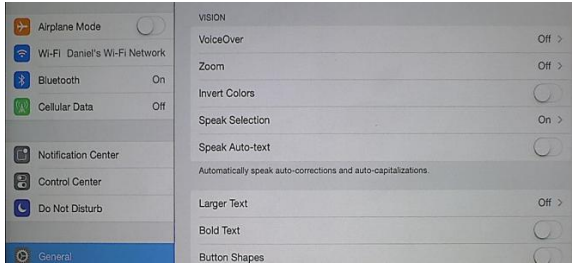 Airplane Mode
Wi-Fi Daniel's Wi-Fi Network
Bluetooth On
Cellular Data Off
Notification Center
Control Center
Do Not Disturb
General
VISION
VoiceOver Off >
Zoom Off >
Invert Colors
Speak Selection On >
Speak Auto-text
Automatically speak auto-corrections and auto-capitalizations.
Larger Text Off >
Bold Text
Button Shapes